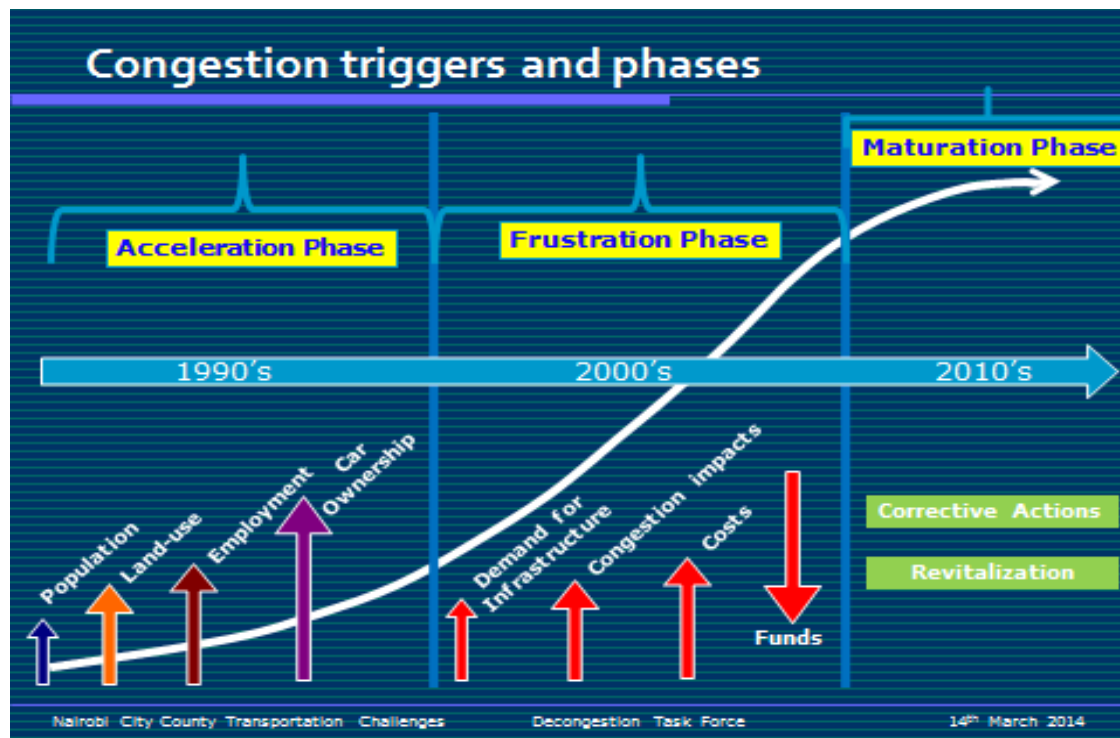 Congestion triggers and phases
Maturation Phase
Acceleration Phase
Frustration Phase
1990's
2000's
2010's
Population
Land-use
Employment
Car
Ownership
Demand for
Infrastructure
Congestion impacts
Costs
Funds
Corrective Actions
Revitalization
Nairobi City County Transportation Challenges
Decongestion Task Force
14th March 2014